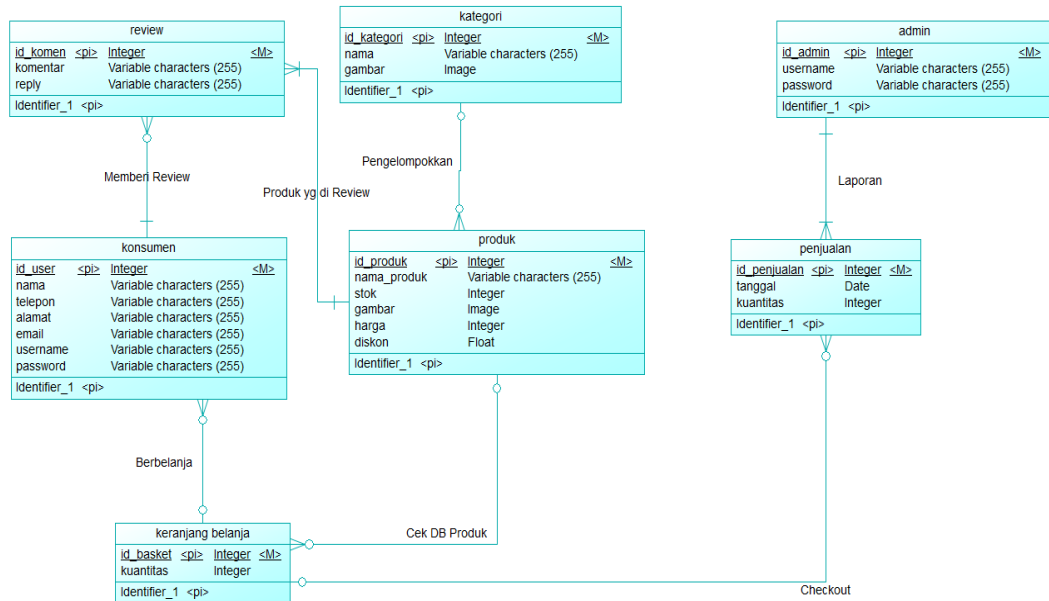 review
id_komen <pi> Integer <M>
komentar Variable characters (255)
reply Variable characters (255)
Identifier_1 <pi>
kategori
id_kategori <pi> Integer <M>
nama Variable characters (255)
gambar Image
Identifier_1 <pi>
admin
id_admin <pi> Integer <M>
username Variable characters (255)
password Variable characters (255)
Identifier_1 <pi>
Memberi Review
Produk yg di Review
Pengelompokkan
Laporan
konsumen
id_user <pi> Integer <M>
nama Variable characters (255)
telepon Variable characters (255)
alamat Variable characters (255)
email Variable characters (255)
username Variable characters (255)
password Variable characters (255)
Identifier_1 <pi>
produk
id_produk <pi> Integer <M>
nama_produk Variable characters (255)
stok Integer
gambar Image
harga Integer
diskon Float
Identifier_1 <pi>
penjualan
id_penjualan <pi> Integer <M>
tanggal Date
kuantitas Integer
Identifier_1 <pi>
Berbelanja
Cek DB Produk
Checkout
keranjang belanja
id_basket <pi> Integer <M>
kuantitas Integer
Identifier_1 <pi>